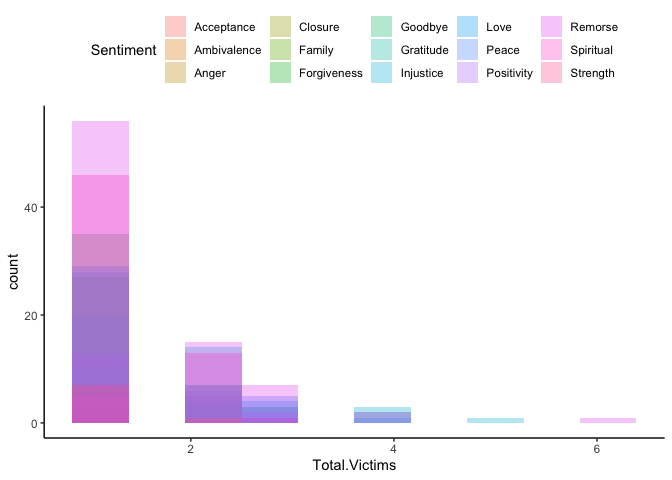 Sentiment
Acceptance Closure Goodbye Love Remorse
Ambivalence Family Gratitude Peace Spiritual
Anger Forgiveness Injustice Positivity Strength
count
40
20
0
2 4 6
Total.Victims